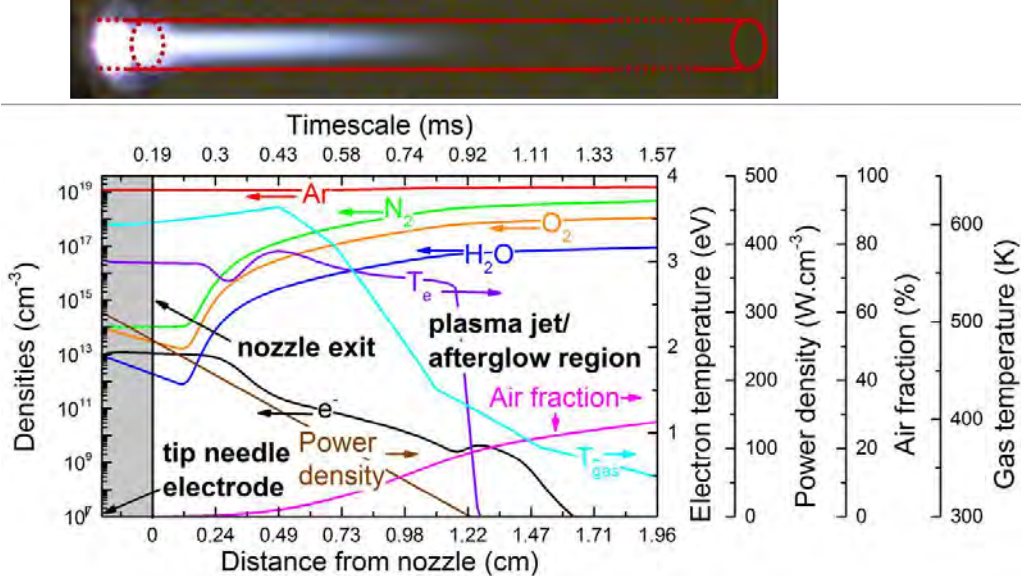 Timescale (ms)
0.19 0.3 0.43 0.58 0.74 0.92 1.11 1.33 1.57
10¹⁹
10¹⁷
10¹⁵
10¹³
10¹¹
10⁹
10⁷
Densities (cm⁻³)
Ar
N₂
O₂
H₂O
Tₑ
nozzle exit
plasma jet/
afterglow region
Air fraction
e⁻
Power
density
T_gas
tip needle
electrode
4
3
2
1
Electron temperature (eV)
500
400
300
200
100
0
Power density (W.cm⁻³)
100
80
60
40
20
0
Air fraction (%)
600
500
400
300
Gas temperature (K)
0 0.24 0.49 0.73 0.98 1.22 1.47 1.71 1.96
Distance from nozzle (cm)